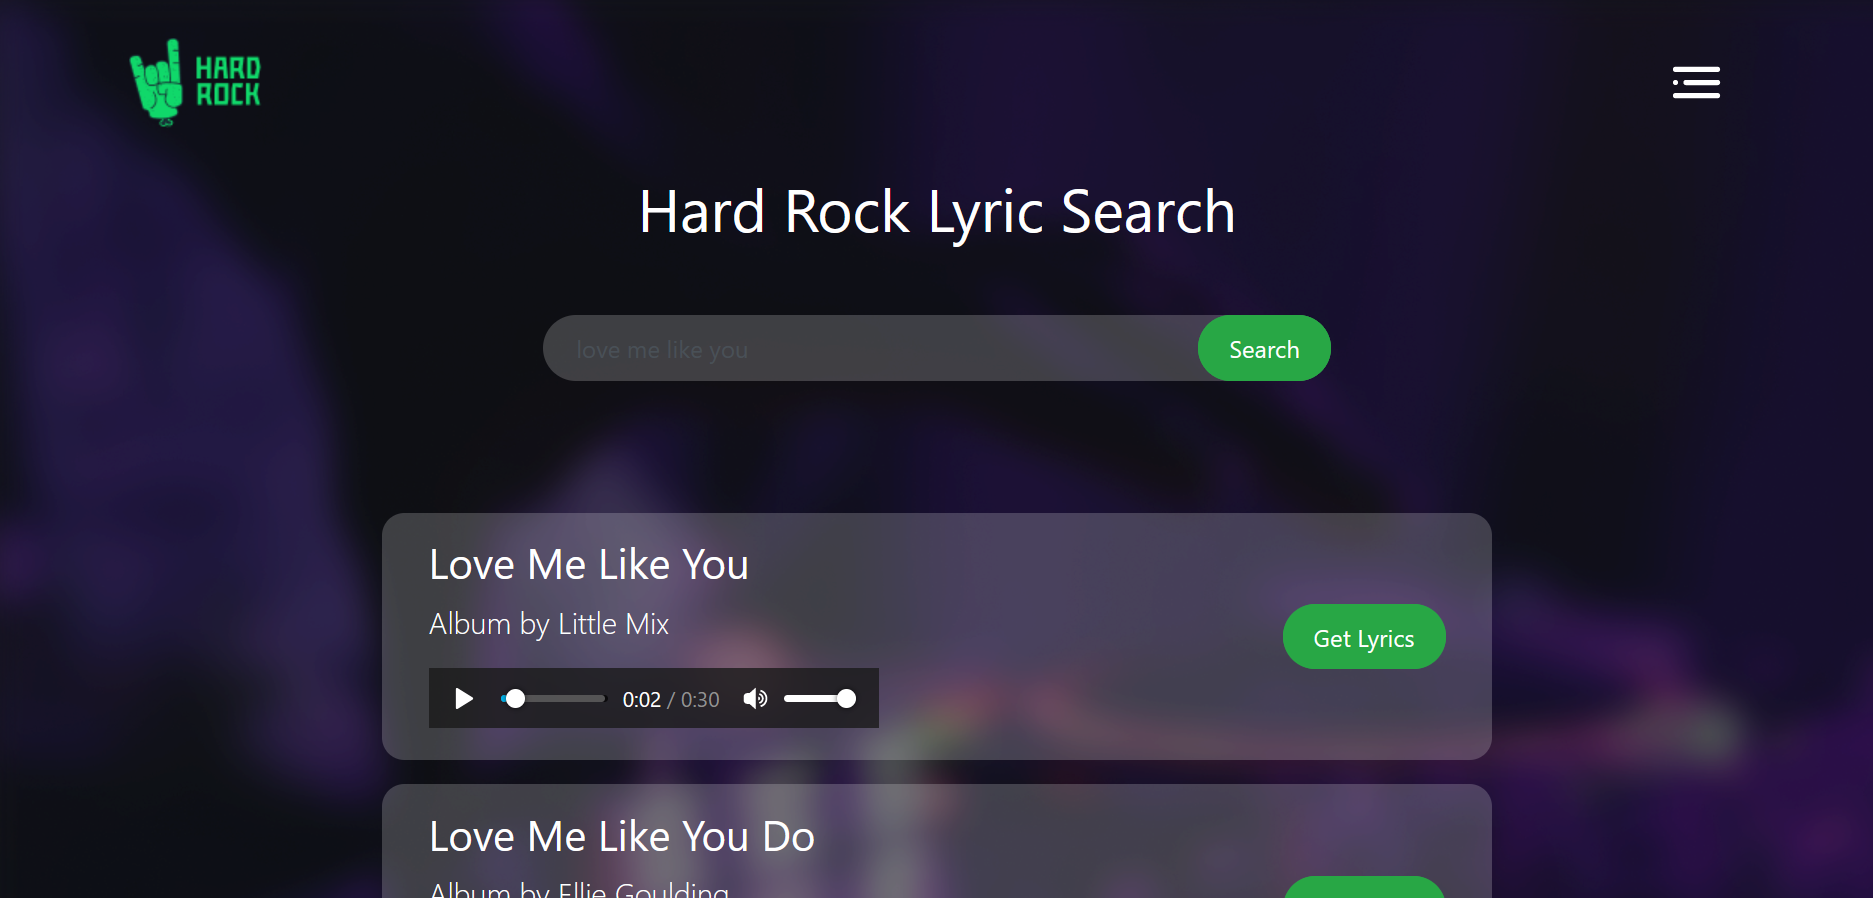 HARD
ROCK
Hard Rock Lyric Search
love me like you
Search
Love Me Like You
Album by Little Mix
Get Lyrics
0:02 / 0:30
Love Me Like You Do
Album by Ellie Goulding